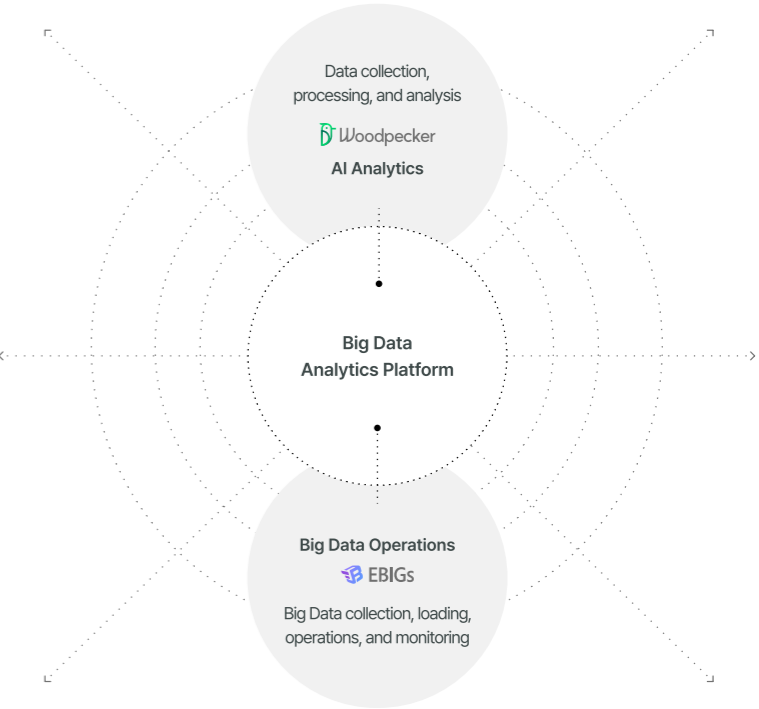 Data collection,
processing, and analysis
Woodpecker
AI Analytics
Big Data
Analytics Platform
Big Data Operations
EBIGs
Big Data collection, loading,
operations, and monitoring